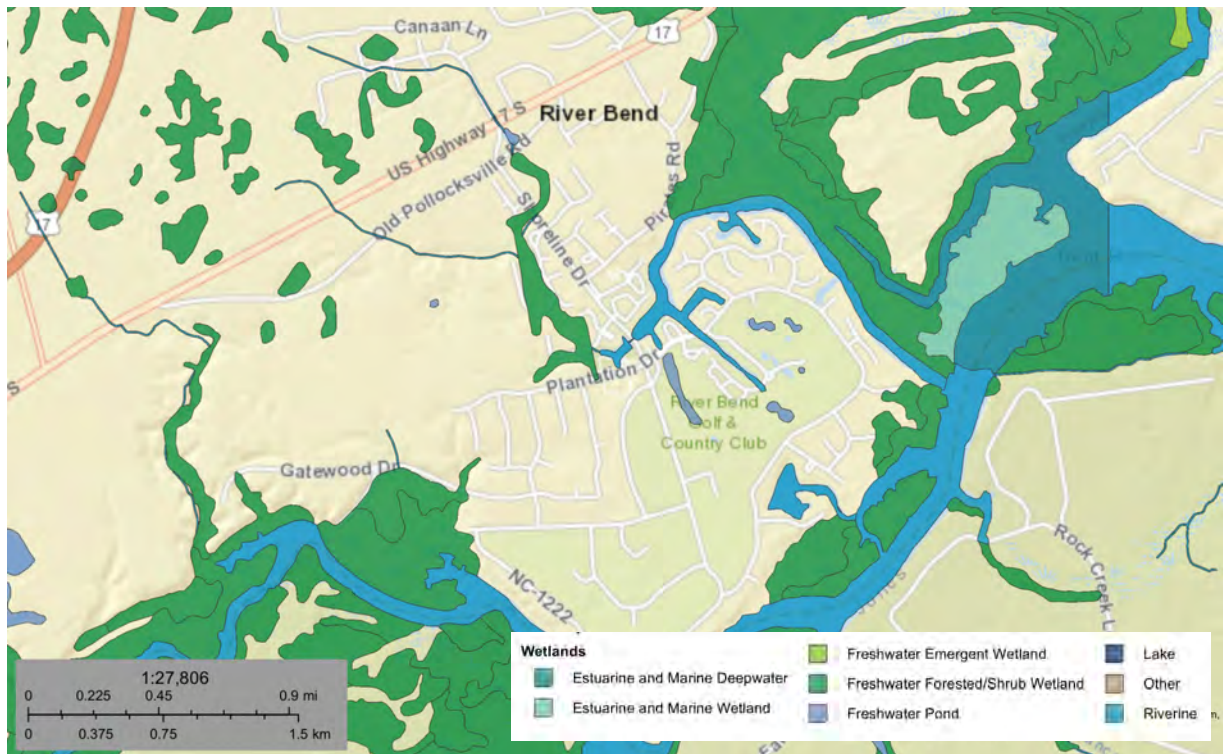 Canaan Ln
17
River Bend
US Highway 17 S
Old Pollocksville Rd
Pirates Rd
Shoreline Dr
17
Trent
S
Plantation Dr
River Bend
Golf &
Country Club
Gatewood Dr
NC-1222
Jones
Rock Creek L
Wetlands
Estuarine and Marine Deepwater
Estuarine and Marine Wetland
Freshwater Emergent Wetland
Freshwater Forested/Shrub Wetland
Freshwater Pond
Lake
Other
Riverine
1:27,806
0 0.225 0.45 0.9 mi
0 0.375 0.75 1.5 km